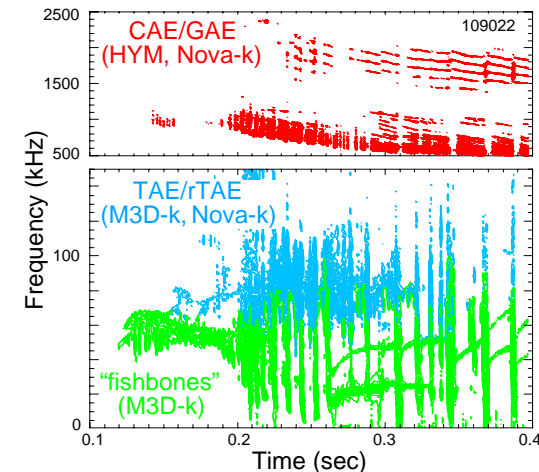 2500
CAE/GAE
109022
(HYM, Nova-k)
1500
500
Frequency (kHz)
TAE/rTAE
(M3D-k, Nova-k)
100
“fishbones”
(M3D-k)
0
0.1
0.2
0.3
0.4
Time (sec)